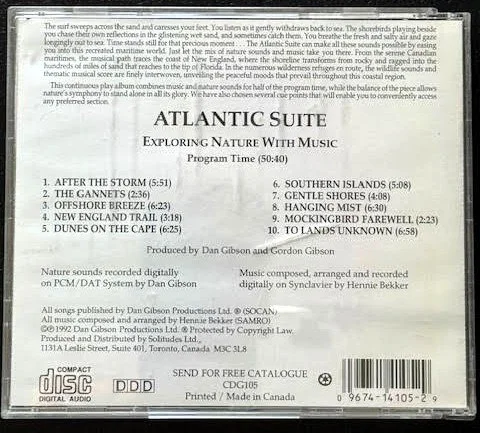 The surf sweeps across the sand and caresses your feet. You listen as it gently withdraws back to sea. The shorebirds playing beside
you chase their own reflections in the glistening wet sand, and sometimes catch them. You breathe the fresh and salty air and gaze
longingly out to sea. Time stands still for that precious moment . . . The Atlantic Suite can make all these sounds possible by easing
you into this recreated maritime world. Just let the mix of nature sounds and music take you there. From the serene Canadian
maritimes, the musical path traces the coast of New England, where the shoreline transforms from rocky and ragged into the
hundreds of miles of sand that reaches to the tip of Florida. In the numerous wilderness refuges en route, the wildlife sounds and
thematic musical score are finely interwoven, unveiling the peaceful moods that prevail throughout this coastal region.
This continuous play album combines music and nature sounds for half of the program time, while the balance of the piece allows
nature's symphony to stand alone in all its glory. We have also chosen several cue points that will enable you to conveniently access
any preferred section.
ATLANTIC SUITE
EXPLORING NATURE WITH MUSIC
Program Time (50:40)
1. AFTER THE STORM (5:51)
2. THE GANNETS (2:36)
3. OFFSHORE BREEZE (6:23)
4. NEW ENGLAND TRAIL (3:18)
5. DUNES ON THE CAPE (6:25)
6. SOUTHERN ISLANDS (5:08)
7. GENTLE SHORES (4:08)
8. HANGING MIST (6:30)
9. MOCKINGBIRD FAREWELL (2:23)
10. TO LANDS UNKNOWN (6:58)
Produced by Dan Gibson and Gordon Gibson
Nature sounds recorded digitally
on PCM/DAT System by Dan Gibson
Music composed, arranged and recorded
digitally on Synclavier by Hennie Bekker
All songs published by Dan Gibson Productions Ltd. ® (SOCAN)
All music composed and arranged by Hennie Bekker (SAMRO)
©℗1992 Dan Gibson Productions Ltd. ® Protected by Copyright Law.
Produced and Distributed by Solitudes Ltd.,
1131A Leslie Street, Suite 401, Toronto, Canada M3C 3L8
COMPACT
disc
DIGITAL AUDIO
DDD
SEND FOR FREE CATALOGUE
CDG105
Printed / Made in Canada
0 9674-14105-2 9